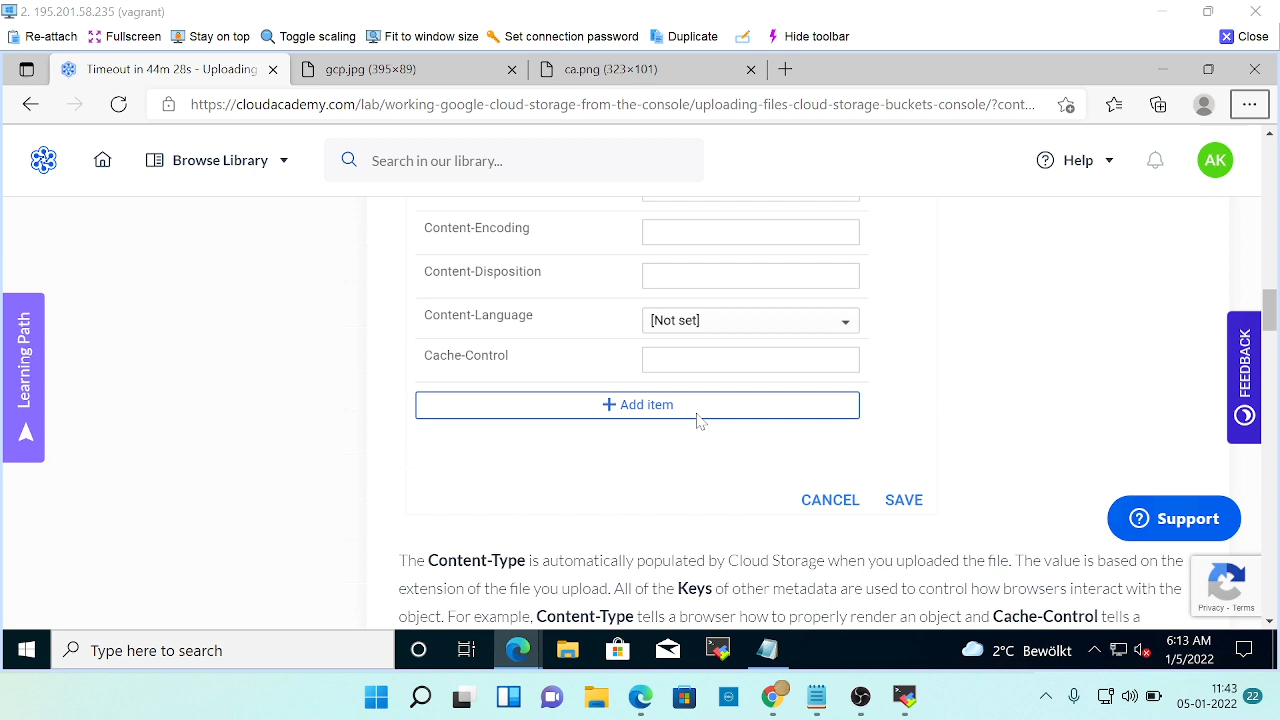 2. 195.201.58.235 (vagrant)
Re-attach Fullscreen Stay on top Toggle scaling Fit to window size Set connection password Duplicate Hide toolbar Close
Timeout in 44m 28s - Uploading gcp.jpg (395×89) ca.png (323×101)
https://cloudacademy.com/lab/working-google-cloud-storage-from-the-console/uploading-files-cloud-storage-buckets-console/?cont...
Browse Library Search in our library... Help AK
Content-Encoding
Content-Disposition
Content-Language [Not set]
Cache-Control
+ Add item
CANCEL SAVE
Learning Path
FEEDBACK
Support
The Content-Type is automatically populated by Cloud Storage when you uploaded the file. The value is based on the
extension of the file you upload. All of the Keys of other metadata are used to control how browsers interact with the
object. For example, Content-Type tells a browser how to properly render an object and Cache-Control tells a
Privacy - Terms
Type here to search 2°C Bewölkt 6:13 AM
1/5/2022
11:43
05-01-2022 22